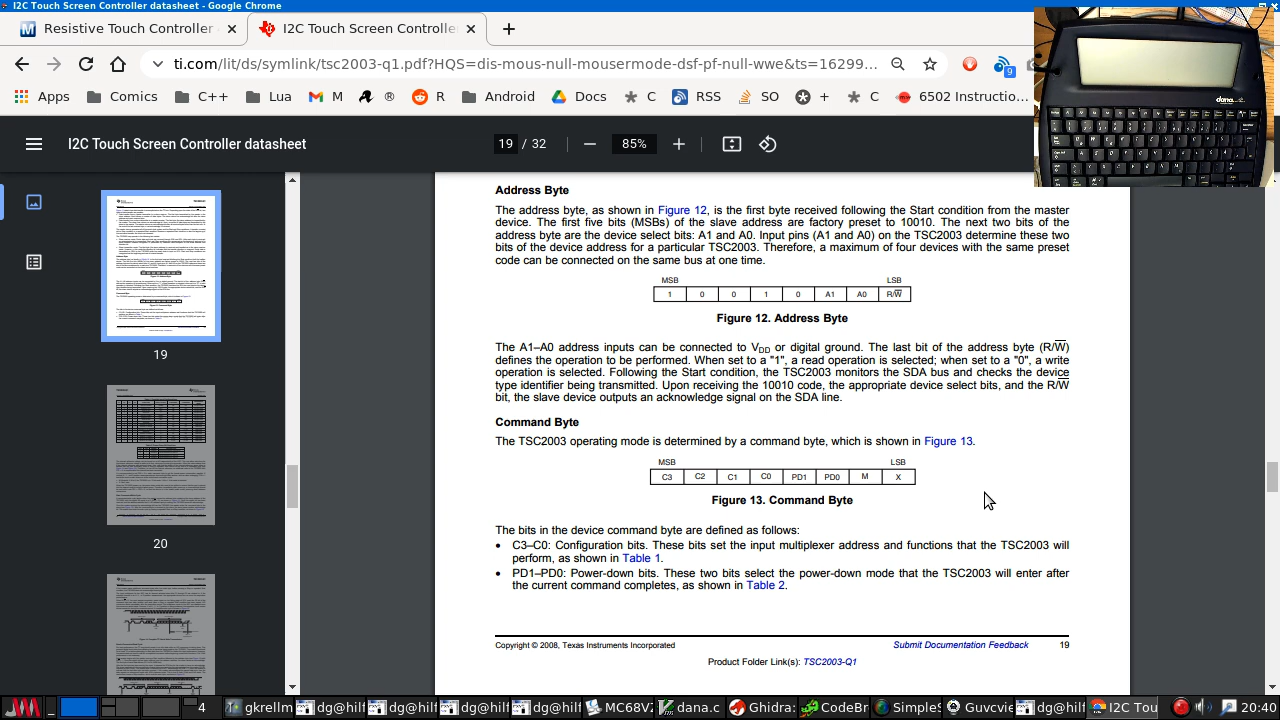 I2C Touch Screen Controller datasheet - Google Chrome
Resistive Touch Controller
I2C Touch Screen Controlle
ti.com/lit/ds/symlink/tsc2003-q1.pdf?HQS=dis-mous-null-mousermode-dsf-pf-null-wwe&ts=16299...
9
Apps Comics C++ Lua M ® R Android Docs C RSS SO + C 6502 Instructio...
I2C Touch Screen Controller datasheet
19 / 32
85%
dana
19
20
Address Byte
The address byte, as shown in Figure 12, is the first byte received following the Start condition from the master
device. The first five bits (MSBs) of the slave address are factory preset to 10010. The next two bits of the
address byte are the device select bits: A1 and A0. Input pins (A1 and A0) on the TSC2003 determine these two
bits of the device address for a particular TSC2003. Therefore, a maximum of four devices with the same preset
code can be connected on the same bus at one time.
MSB LSB
1 0 0 1 0 A1 A0 R/W
Figure 12. Address Byte
The A1–A0 address inputs can be connected to VDD or digital ground. The last bit of the address byte (R/W)
defines the operation to be performed. When set to a "1", a read operation is selected; when set to a "0", a write
operation is selected. Following the Start condition, the TSC2003 monitors the SDA bus and checks the device
type identifier being transmitted. Upon receiving the 10010 code, the appropriate device select bits, and the R/W
bit, the slave device outputs an acknowledge signal on the SDA line.
Command Byte
The TSC2003 operating mode is determined by a command byte, which is shown in Figure 13.
MSB LSB
C3 C2 C1 C0 PD1 PD0 M X
Figure 13. Command Byte
The bits in the device command byte are defined as follows:
• C3–C0: Configuration bits. These bits set the input multiplexer address and functions that the TSC2003 will
perform, as shown in Table 1.
• PD1–PD0: Power-down bits. These two bits select the power-down mode that the TSC2003 will enter after
the current command completes, as shown in Table 2.
Copyright © 2008, Texas Instruments Incorporated
Submit Documentation Feedback
19
Product Folder Link(s): TSC2003-Q1
4 gkrellm dg@hilf dg@hilf dg@hilf dg@hilf MC68VZ dana.c Ghidra: CodeBr Simple Guvcvie dg@hilf I2C Tou 20:40